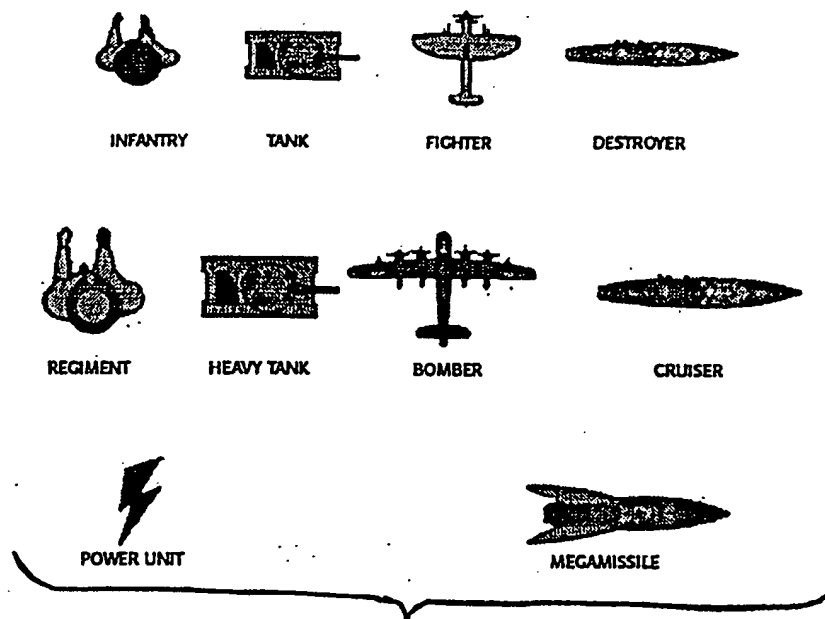 INFANTRY TANK FIGHTER DESTROYER
REGIMENT HEAVY TANK BOMBER CRUISER
POWER UNIT MEGAMISSILE